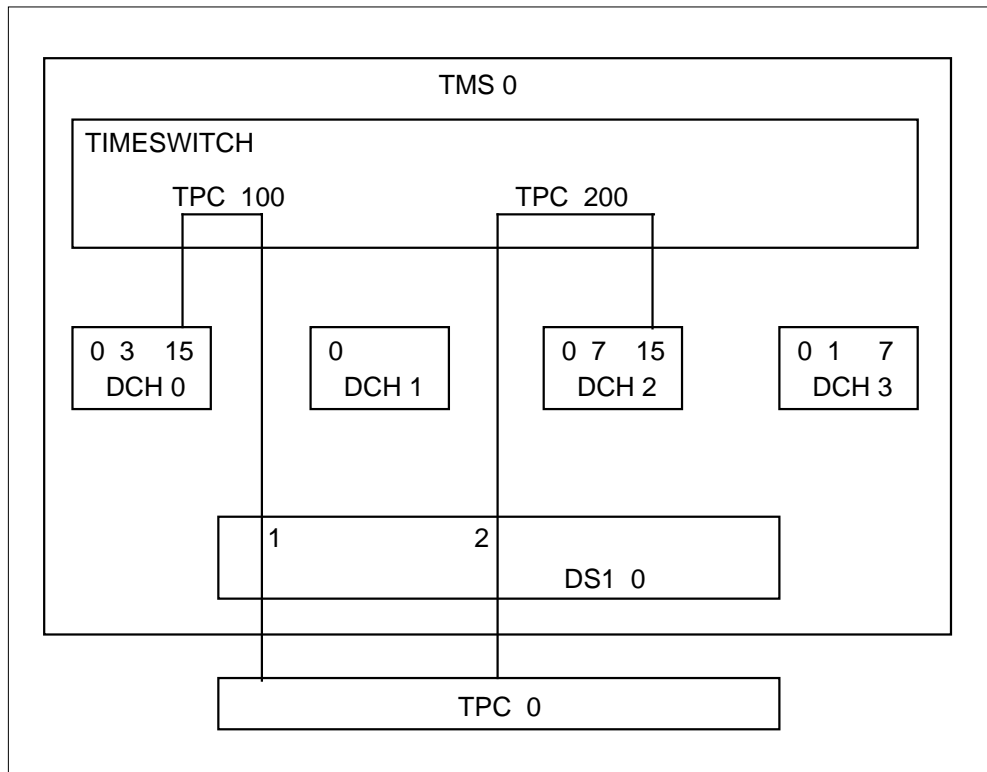 TMS 0
TIMESWITCH
TPC 100
TPC 200
0 3 15
DCH 0
0
DCH 1
0 7 15
DCH 2
0 1 7
DCH 3
1
2
DS1 0
TPC 0